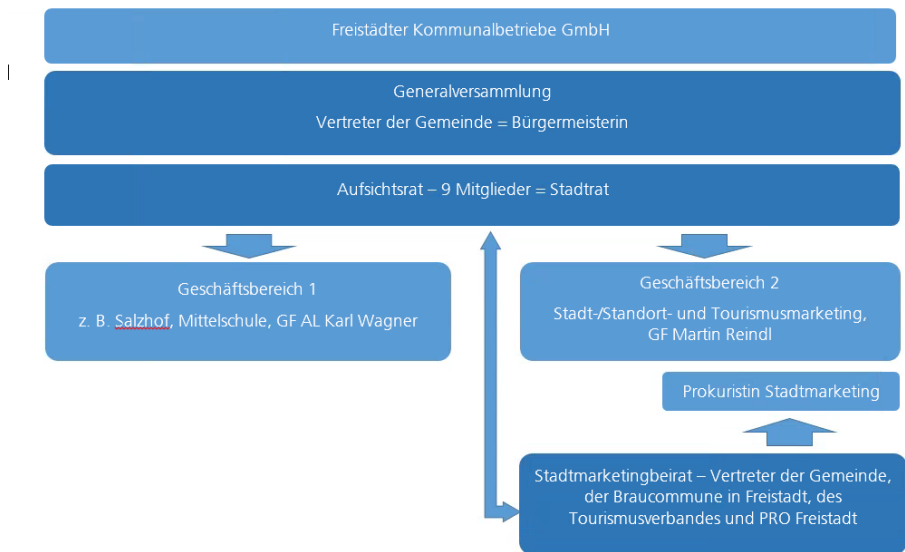 Freistädter Kommunalbetriebe GmbH
Generalversammlung
Vertreter der Gemeinde = Bürgermeisterin
Aufsichtsrat – 9 Mitglieder = Stadtrat
Geschäftsbereich 1
z. B. Salzhof, Mittelschule, GF AL Karl Wagner
Geschäftsbereich 2
Stadt-/Standort- und Tourismusmarketing,
GF Martin Reindl
Prokuristin Stadtmarketing
Stadtmarketingbeirat – Vertreter der Gemeinde,
der Braucommune in Freistadt, des
Tourismusverbandes und PRO Freistadt